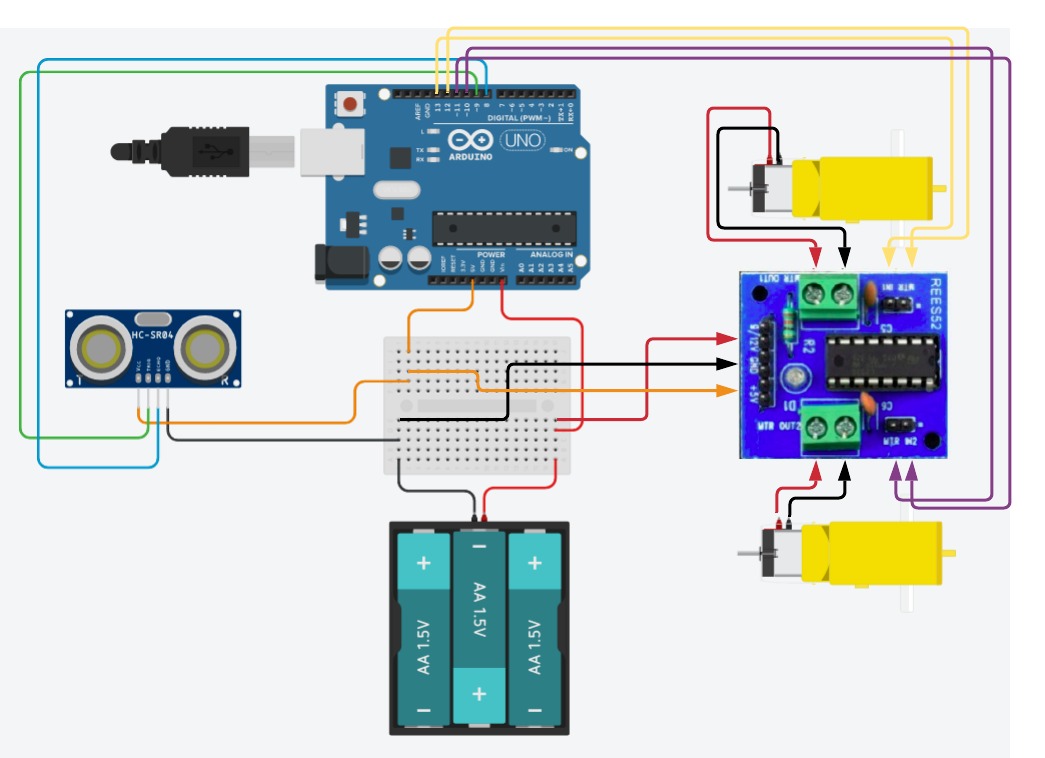 AREF
GND
13
12
~11
~10
~9
8
7
~6
~5
4
~3
2
TX→1
RX←0
DIGITAL (PWM~)
L
TX
RX
ARDUINO
UNO
ON
POWER
ANALOG IN
IOREF
RESET
3.3V
5V
GND
GND
Vin
A0
A1
A2
A3
A4
A5
HC-SR04
Vcc
TRIG
ECHO
GND
T
R
MTR OUT1
MTR IN1
REES52
C5
R2
9/12V
GND
+5V
D1
C6
MTR OUT2
MTR IN2
+
AA 1.5V
−
−
AA 1.5V
+
+
AA 1.5V
−